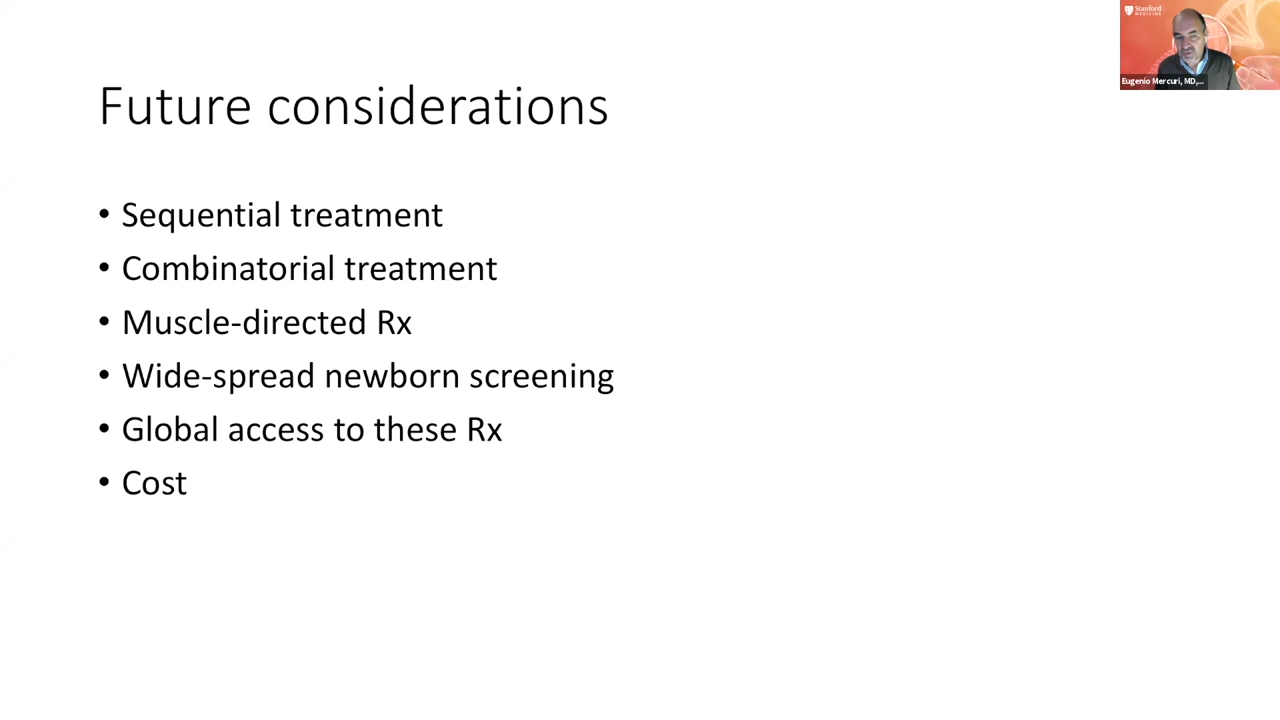 Stanford
MEDICINE
Eugenio Mercuri, MD,...
Future considerations
• Sequential treatment
• Combinatorial treatment
• Muscle-directed Rx
• Wide-spread newborn screening
• Global access to these Rx
• Cost